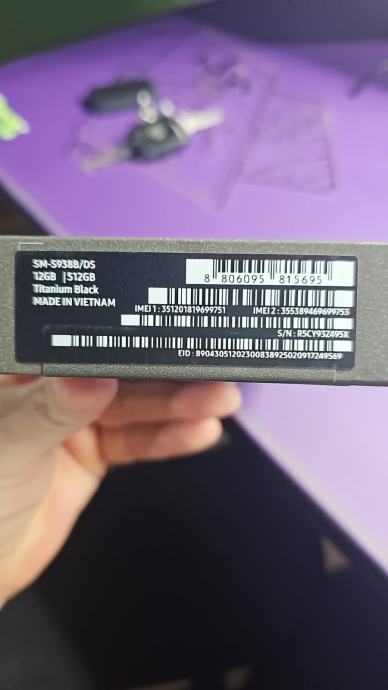 SM-S938B/DS
12GB | 512GB
Titanium Black
MADE IN VIETNAM
8 806095 815695
IMEI 1 : 351201819699751 IMEI 2 : 355389469699753
S/N : R5CY93Z495X
EID : 89043051202300838925020917249569